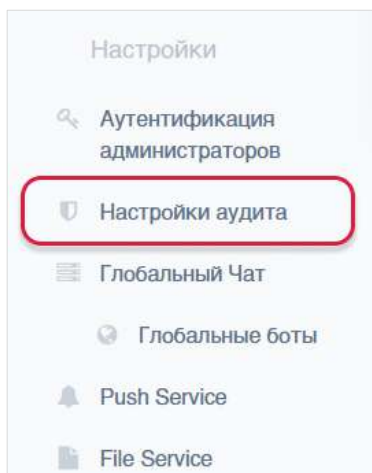 Настройки
Аутентификация
администраторов
Настройки аудита
Глобальный Чат
Глобальные боты
Push Service
File Service